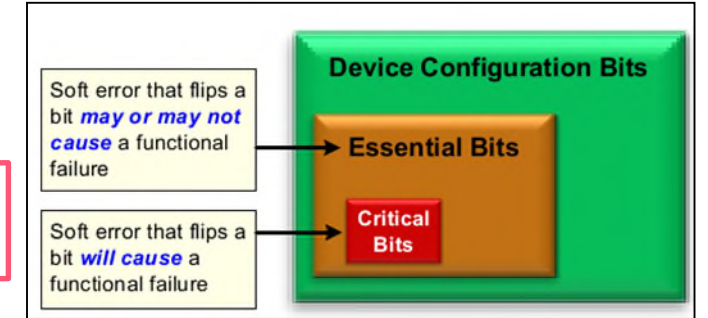 Device Configuration Bits
Soft error that flips a
bit may or may not
cause a functional
failure
Essential Bits
Critical
Bits
Soft error that flips a
bit will cause a
functional failure